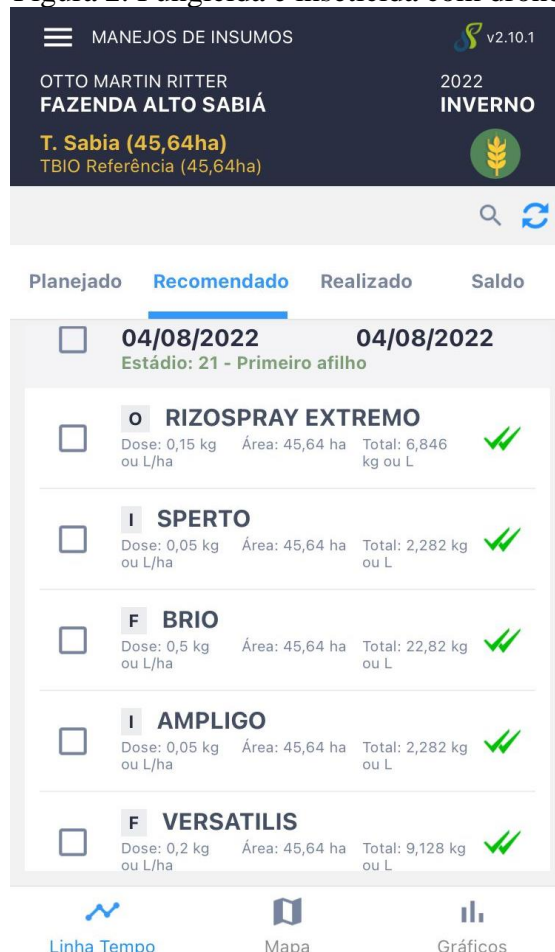 Figura 2: Fungicida e inseticida com drone
MANEJOS DE INSUMOS
v2.10.1
OTTO MARTIN RITTER
2022
FAZENDA ALTO SABIÁ
INVERNO
T. Sabia (45,64ha)
TBIO Referência (45,64ha)
Planejado Recomendado Realizado Saldo
04/08/2022 04/08/2022
Estádio: 21 - Primeiro afilho
O RIZOSPRAY EXTREMO
Dose: 0,15 kg Área: 45,64 ha Total: 6,846
ou L/ha kg ou L
I SPERTO
Dose: 0,05 kg Área: 45,64 ha Total: 2,282 kg
ou L/ha ou L
F BRIO
Dose: 0,5 kg Área: 45,64 ha Total: 22,82 kg
ou L/ha ou L
I AMPLIGO
Dose: 0,05 kg Área: 45,64 ha Total: 2,282 kg
ou L/ha ou L
F VERSATILIS
Dose: 0,2 kg Área: 45,64 ha Total: 9,128 kg
ou L/ha ou L
Linha Tempo Mapa Gráficos